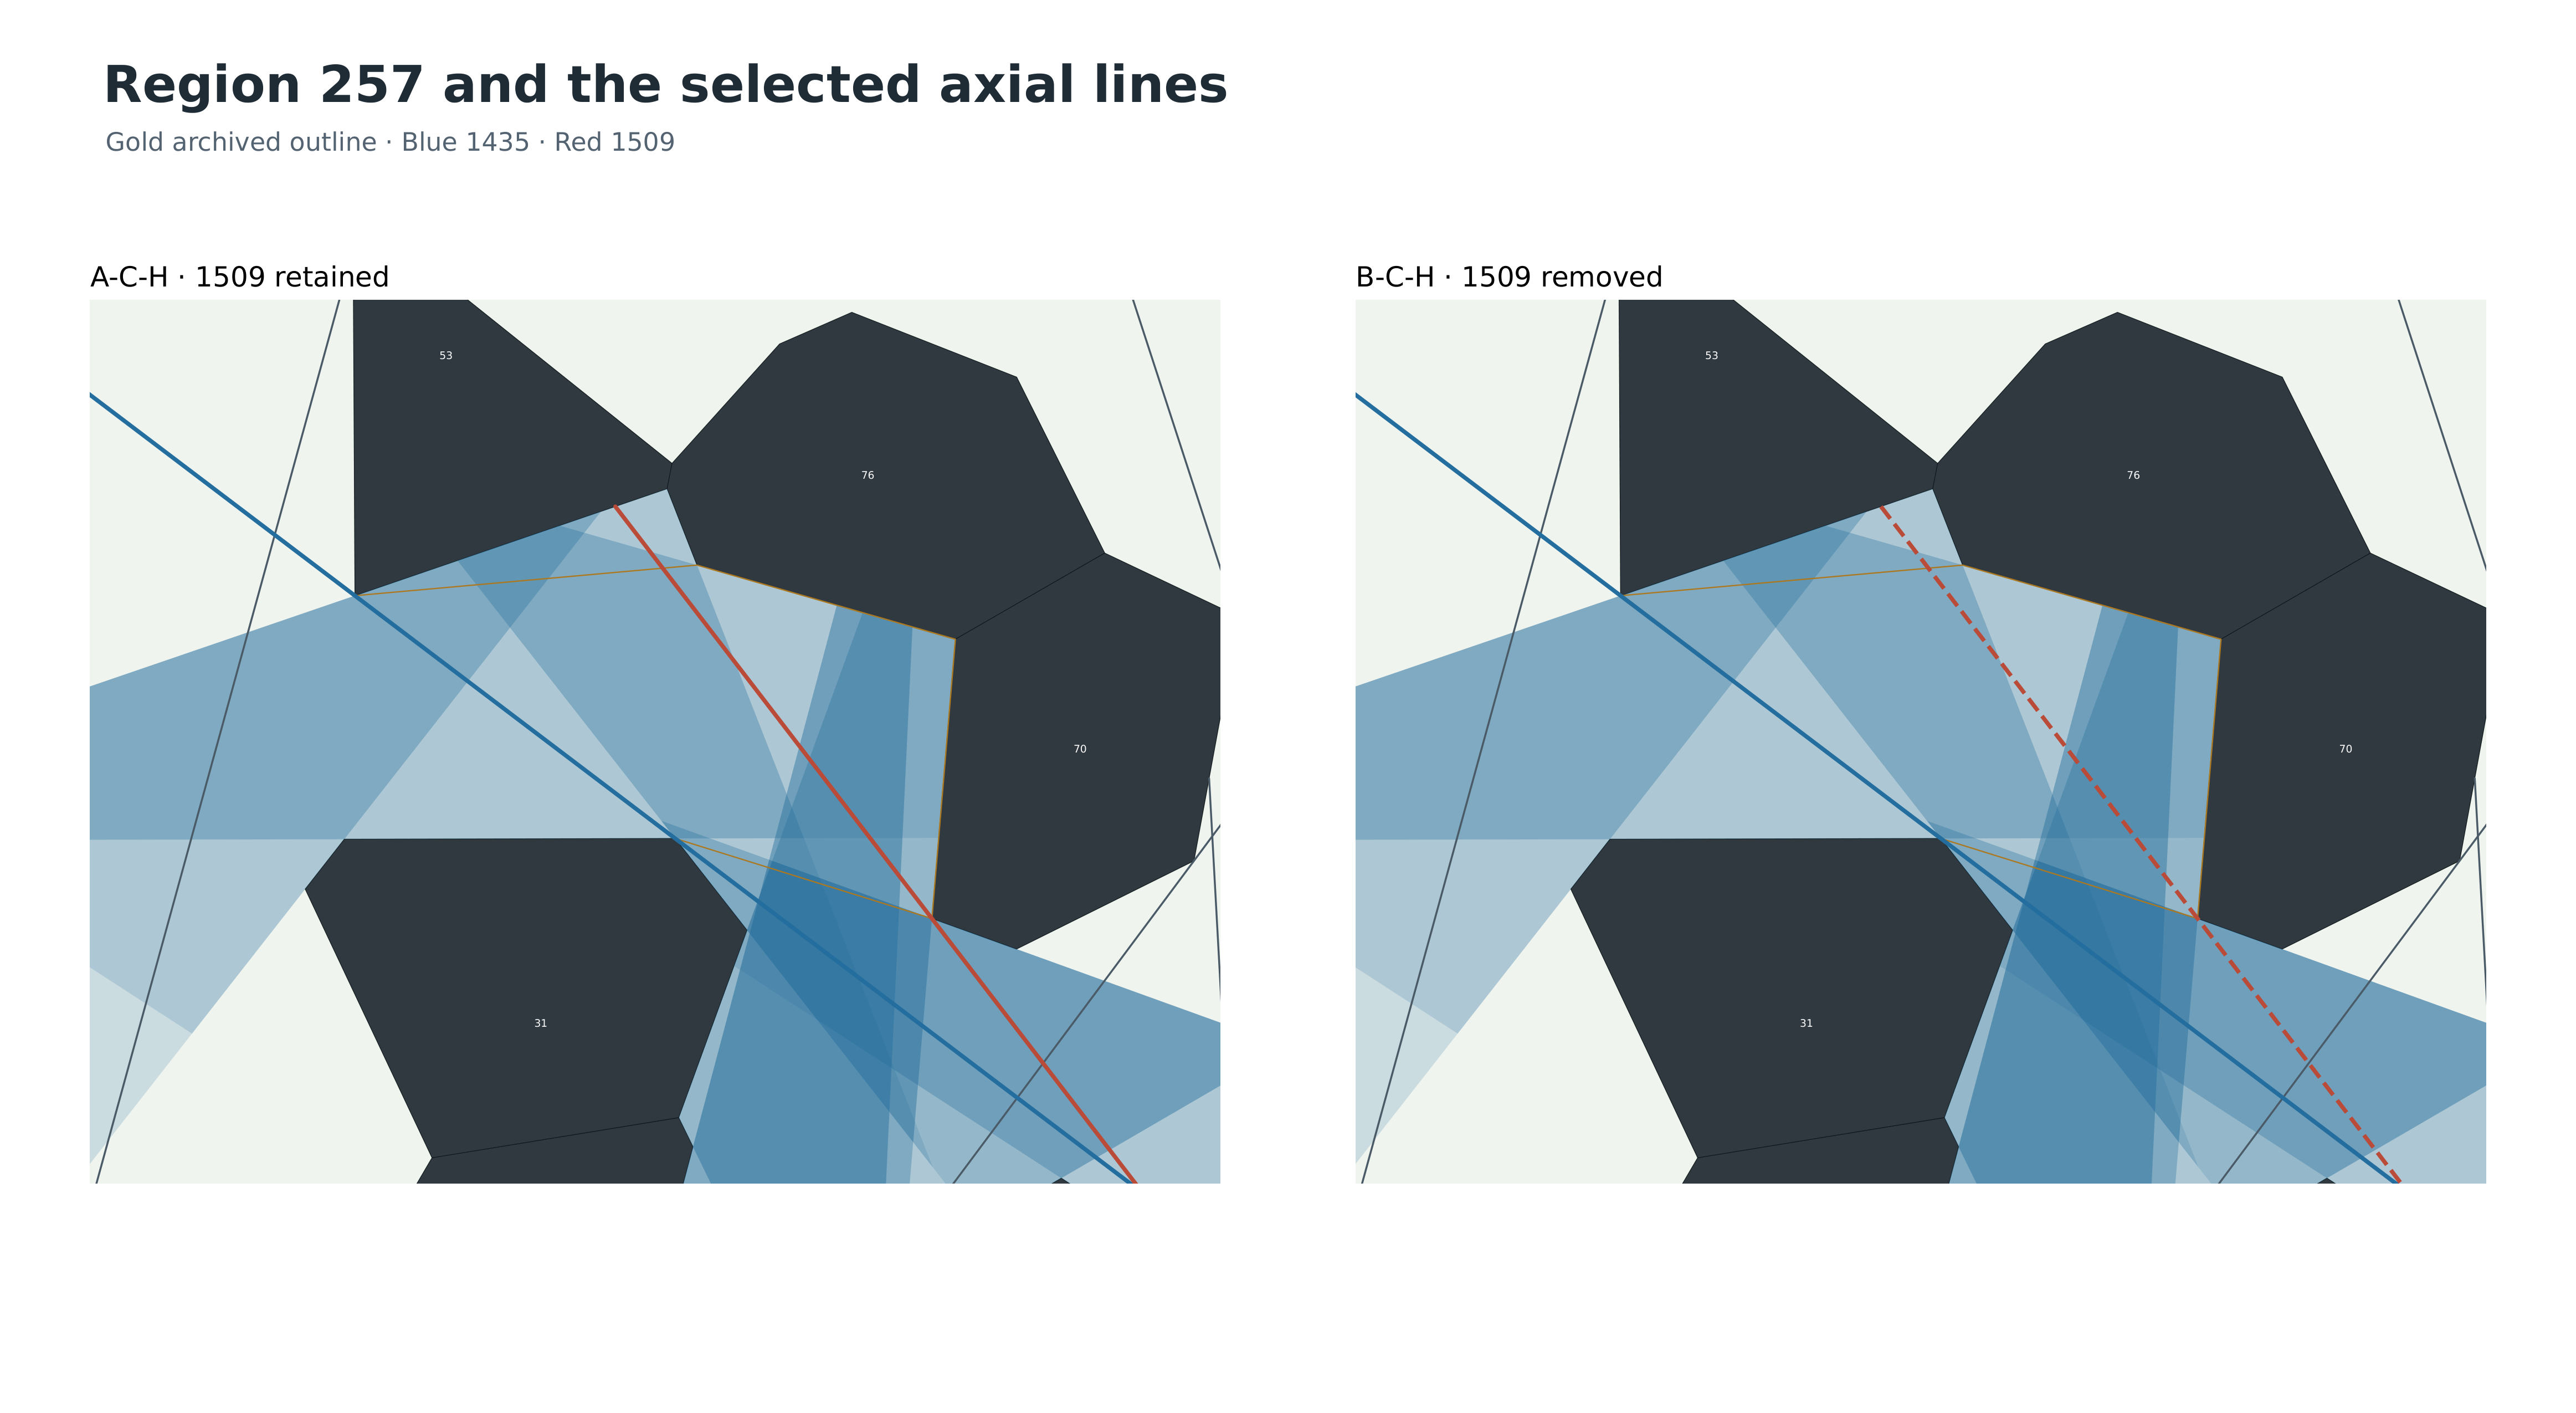 Region 257 and the selected axial lines
Gold archived outline · Blue 1435 · Red 1509
A-C-H · 1509 retained
B-C-H · 1509 removed
53
76
70
31
53
76
70
31